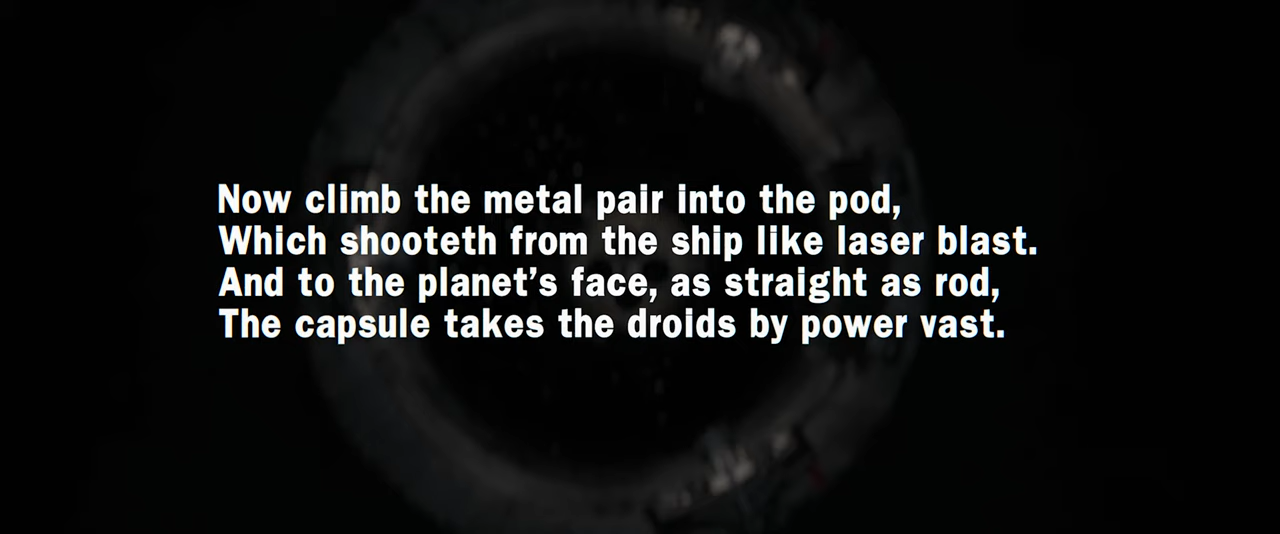 Now climb the metal pair into the pod,
Which shooteth from the ship like laser blast.
And to the planet’s face, as straight as rod,
The capsule takes the droids by power vast.